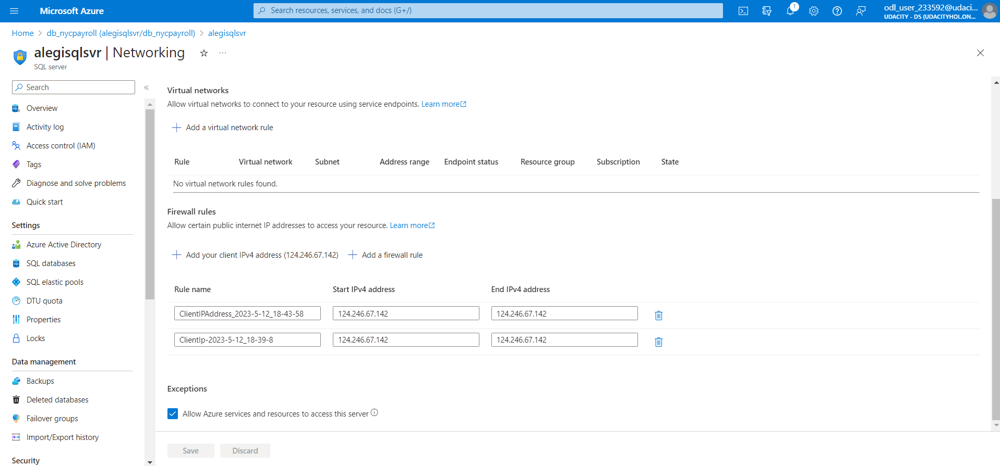 Microsoft Azure
Search resources, services, and docs (G+/)
1
odl_user_233592@udaci...
UDACITY - DS (UDACITYHOL.ON...
Home > db_nycpayroll (alegisqlsvr/db_nycpayroll) > alegisqlsvr
alegisqlsvr | Networking
SQL server
Search
Overview
Activity log
Access control (IAM)
Tags
Diagnose and solve problems
Quick start
Settings
Azure Active Directory
SQL databases
SQL elastic pools
DTU quota
Properties
Locks
Data management
Backups
Deleted databases
Failover groups
Import/Export history
Security
Virtual networks
Allow virtual networks to connect to your resource using service endpoints. Learn more
Add a virtual network rule
Rule Virtual network Subnet Address range Endpoint status Resource group Subscription State
No virtual network rules found.
Firewall rules
Allow certain public internet IP addresses to access your resource. Learn more
Add your client IPv4 address (124.246.67.142) Add a firewall rule
Rule name Start IPv4 address End IPv4 address
ClientIPAddress_2023-5-12_18-43-58 124.246.67.142 124.246.67.142
ClientIp-2023-5-12_18-39-8 124.246.67.142 124.246.67.142
Exceptions
Allow Azure services and resources to access this server
Save Discard